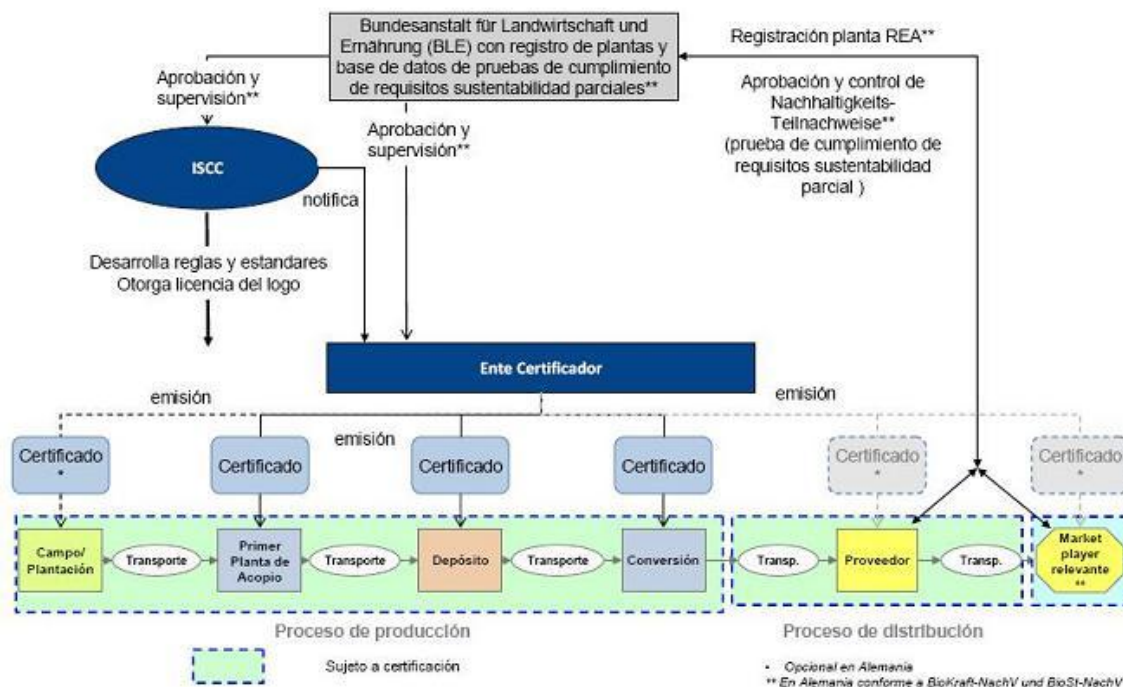 Bundesanstalt für Landwirtschaft und
Ernährung (BLE) con registro de plantas y
base de datos de pruebas de cumplimiento
de requisitos sustentabilidad parciales**
Registración planta REA**
Aprobación y
supervisión**
Aprobación y control de
Nachhaltigkeits-
Teilnachweise**
(prueba de cumplimiento de
requisitos sustentabilidad
parcial )
Aprobación y
supervisión**
ISCC
notifica
Desarrolla reglas y estandares
Otorga licencia del logo
Ente Certificador
emisión
emisión
emisión
Certificado
*
Certificado
Certificado
Certificado
Certificado
*
Certificado
*
Campo/
Plantación
Transporte
Primer
Planta de
Acopio
Transporte
Depósito
Transporte
Conversión
Transp.
Proveedor
Transp.
Market
player
relevante
**
Proceso de producción
Proceso de distribución
Sujeto a certificación
• Opcional en Alemania
** En Alemania conforme a BioKraft-NachV und BioSt-NachV